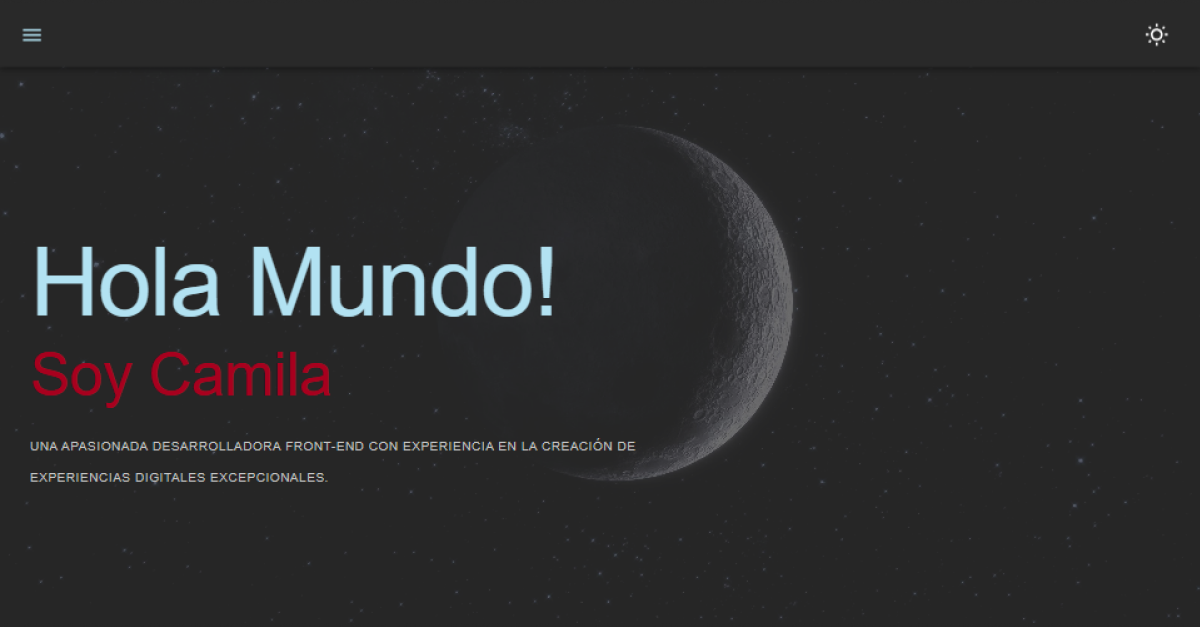 Hola Mundo!
Soy Camila
UNA APASIONADA DESARROLLADORA FRONT-END CON EXPERIENCIA EN LA CREACIÓN DE
EXPERIENCIAS DIGITALES EXCEPCIONALES.